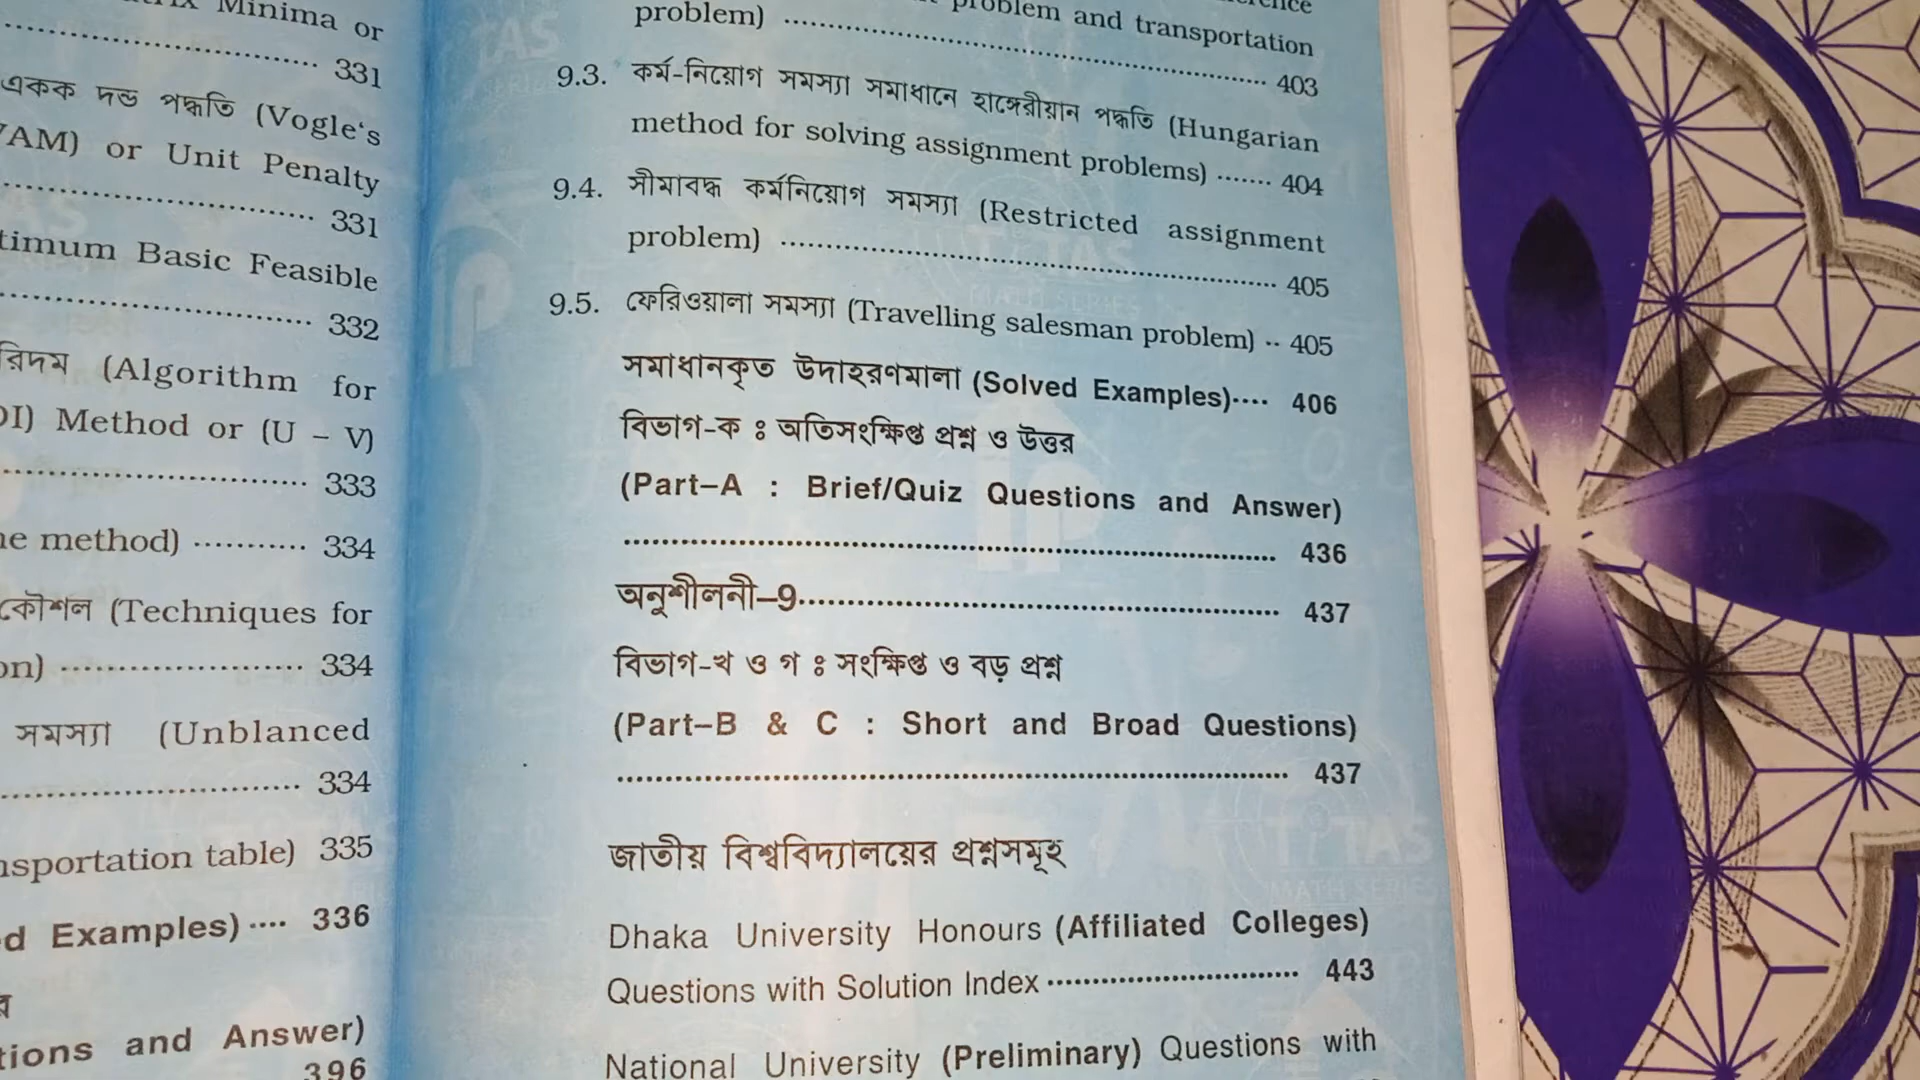 Minima or
331
একক দন্ড পদ্ধতি (Vogle's
VAM) or Unit Penalty
331
timum Basic Feasible
332
রিদম (Algorithm for
DI) Method or (U – V)
333
ne method) ........... 334
কৌশল (Techniques for
on) ........................ 334
সমস্যা (Unblanced
334
nsportation table) 335
d Examples) .... 336
tions and Answer)
396
problem and transportation
problem) ........................ 403
9.3. কর্ম-নিয়োগ সমস্যা সমাধানে হাঙ্গেরীয়ান পদ্ধতি (Hungarian
method for solving assignment problems) ....... 404
9.4. সীমাবদ্ধ কর্মনিয়োগ সমস্যা (Restricted assignment
problem) ........................ 405
9.5. ফেরিওয়ালা সমস্যা (Travelling salesman problem) .. 405
সমাধানকৃত উদাহরণমালা (Solved Examples).... 406
বিভাগ-ক ঃ অতিসংক্ষিপ্ত প্রশ্ন ও উত্তর
(Part–A : Brief/Quiz Questions and Answer)
........................ 436
অনুশীলনী–9........................ 437
বিভাগ-খ ও গ ঃ সংক্ষিপ্ত ও বড় প্রশ্ন
(Part–B & C : Short and Broad Questions)
........................ 437
জাতীয় বিশ্ববিদ্যালয়ের প্রশ্নসমূহ
Dhaka University Honours (Affiliated Colleges)
Questions with Solution Index ........................ 443
National University (Preliminary) Questions with